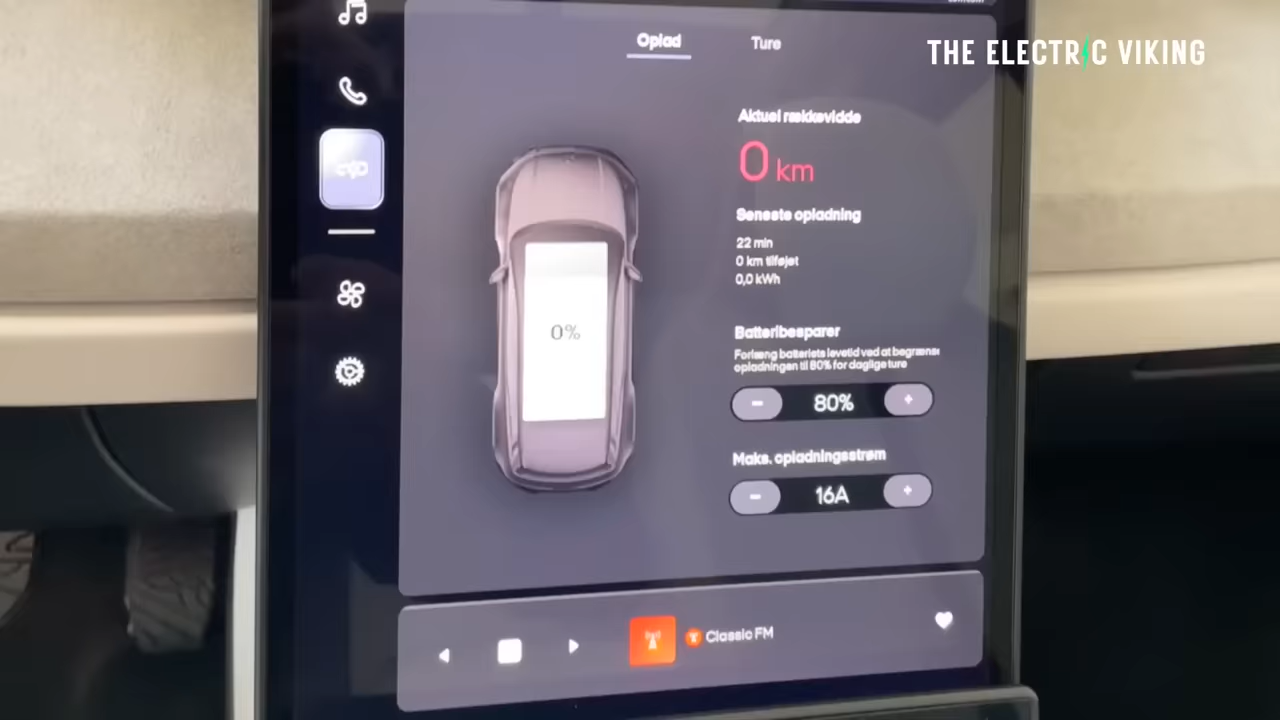 THE ELECTRIC VIKING
Oplad
Ture
Aktuel rækkevidde
0 km
Seneste opladning
22 min
0 km tilføjet
0,0 kWh
0%
Batteribesparer
Forlæng batteriets levetid ved at begrænse
opladningen til 80% for daglige ture
- 80% +
Maks. opladningsstrøm
- 16A +
Classic FM